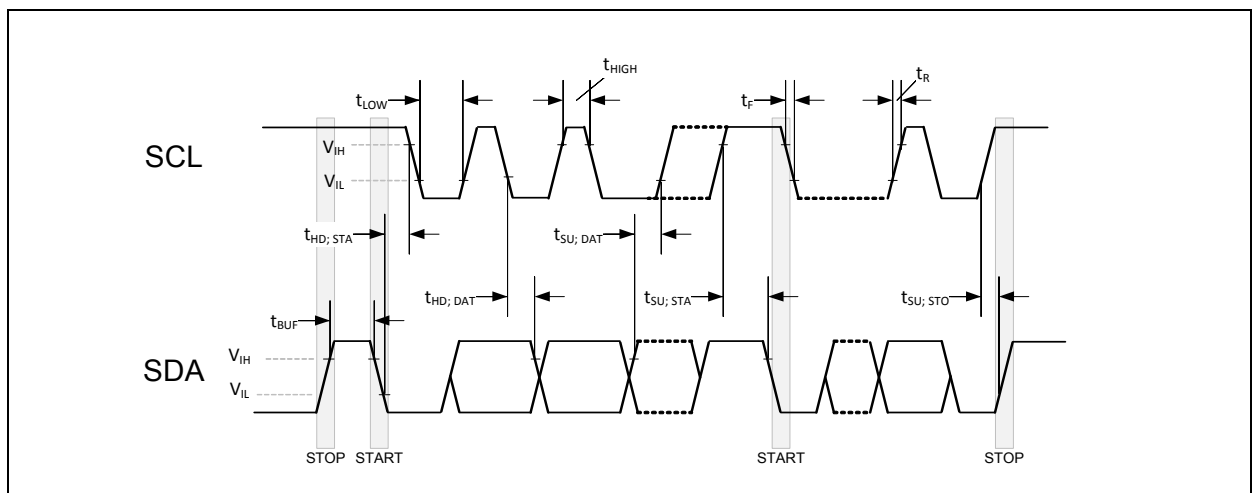 tHIGH
tR
tLOW
tF
SCL
VIH
VIL
tHD; STA
tSU; DAT
tHD; DAT
tSU; STA
tSU; STO
tBUF
SDA
VIH
VIL
STOP START START STOP